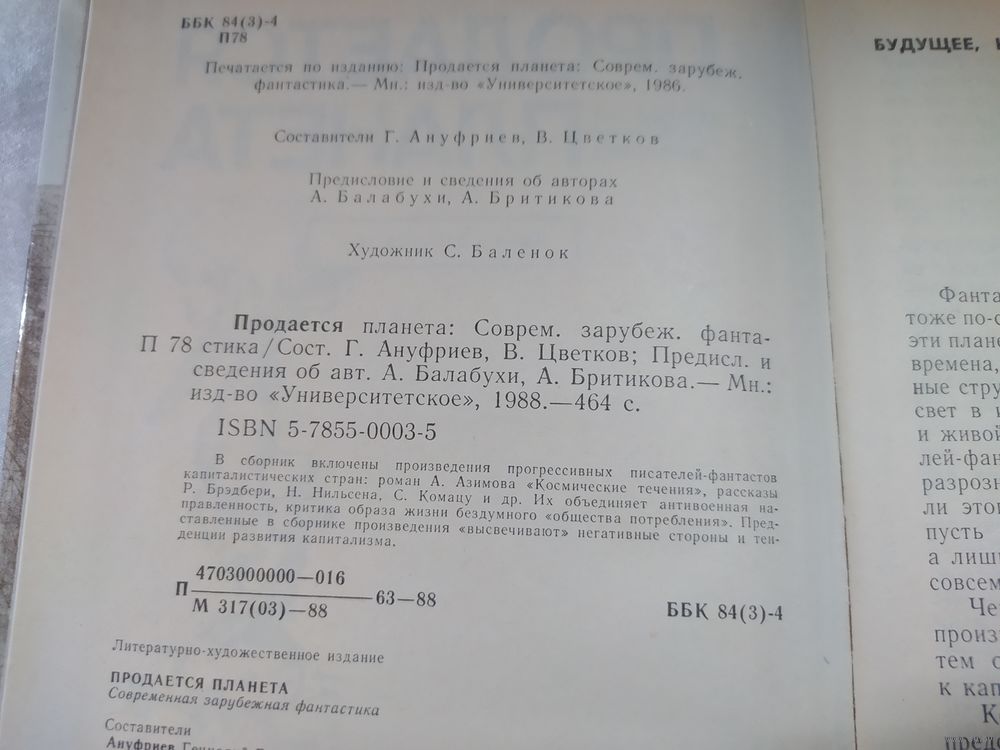 ББК 84(3)-4
П78
Печатается по изданию: Продается планета: Соврем. зарубеж.
фантастика.— Мн.: изд-во «Университетское», 1986.
Составители Г. Ануфриев, В. Цветков
Предисловие и сведения об авторах
А. Балабухи, А. Бритикова
Художник С. Баленок
Продается планета: Соврем. зарубеж. фанта-
П 78 стика/Сост. Г. Ануфриев, В. Цветков; Предисл. и
сведения об авт. А. Балабухи, А. Бритикова.— Мн.:
изд-во «Университетское», 1988.—464 с.
ISBN 5-7855-0003-5
В сборник включены произведения прогрессивных писателей-фантастов
капиталистических стран: роман А. Азимова «Космические течения», рассказы
Р. Брэдбери, Н. Нильсена, С. Комацу и др. Их объединяет антивоенная на-
правленность, критика образа жизни бездумного «общества потребления». Пред-
ставленные в сборнике произведения «высвечивают» негативные стороны и тен-
денции развития капитализма.
4703000000—016
П 63—88
М 317(03)—88
ББК 84(3)-4
Литературно-художественное издание
ПРОДАЕТСЯ ПЛАНЕТА
Современная зарубежная фантастика
Составители
Ануфриев
БУДУЩЕЕ,
Фанта
тоже по-с
эти плане
времена,
ные стру
свет в
и живой
лей-фан
разрозн
ли этом
пусть
а лишь
совсем
Че
произ
тем с
к кап
К
предс